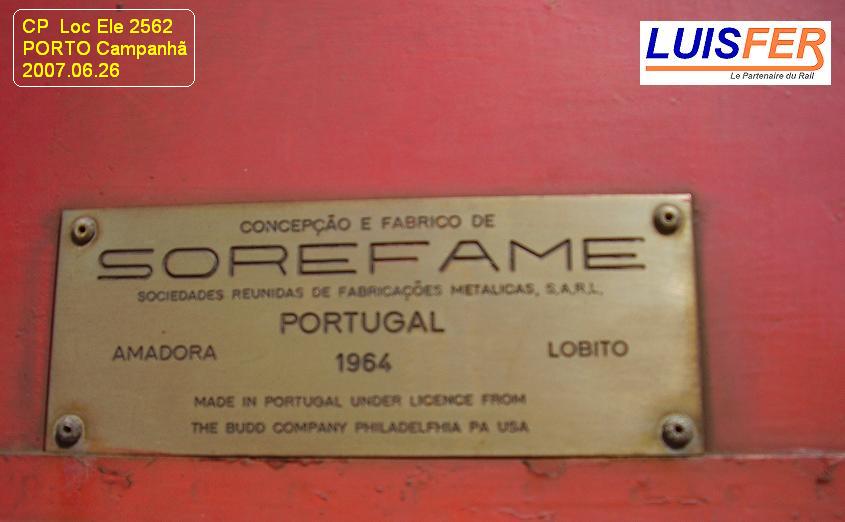 CP Loc Ele 2562
PORTO Campanhã
2007.06.26
LUISFER
Le Partenaire du Rail
CONCEPÇÃO E FABRICO DE
SOREFAME
SOCIEDADES REUNIDAS DE FABRICAÇÕES METALICAS, S.A.R.L.
PORTUGAL
AMADORA 1964 LOBITO
MADE IN PORTUGAL UNDER LICENCE FROM
THE BUDD COMPANY PHILADELFHIA PA USA